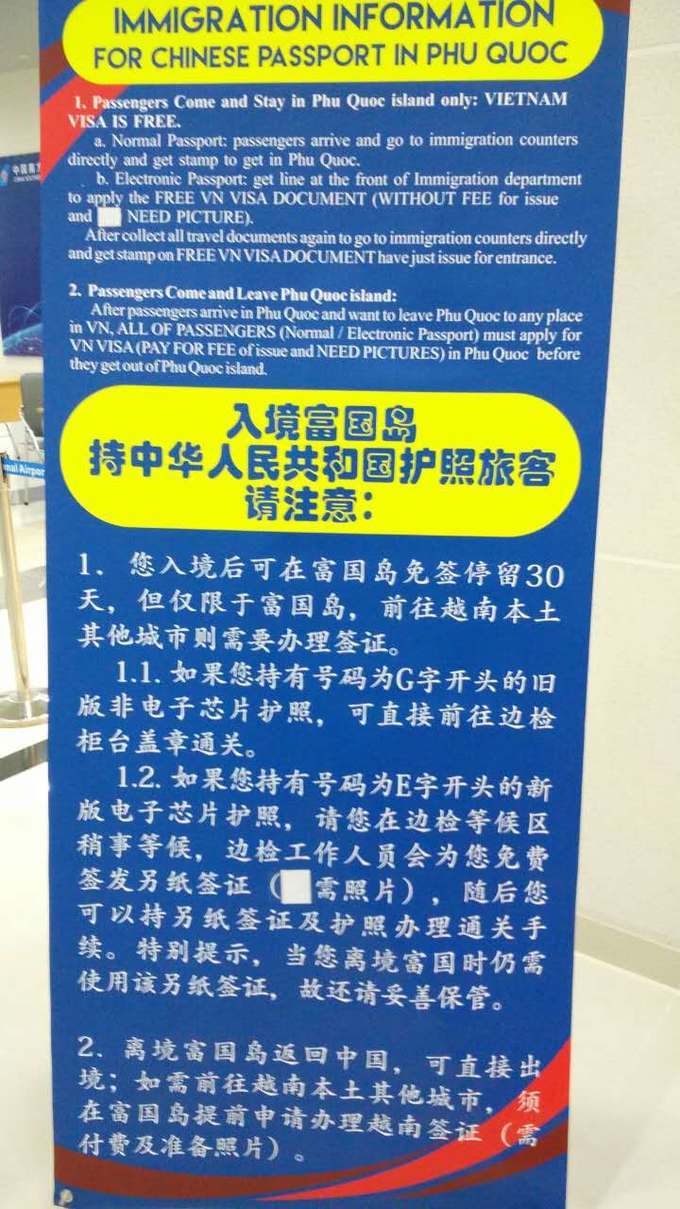 IMMIGRATION INFORMATION
FOR CHINESE PASSPORT IN PHU QUOC
1. Passengers Come and Stay in Phu Quoc island only: VIETNAM
VISA IS FREE.
a. Normal Passport: passengers arrive and go to immigration counters
directly and get stamp to get in Phu Quoc.
b. Electronic Passport: get line at the front of Immigration department
to apply the FREE VN VISA DOCUMENT (WITHOUT FEE for issue
and NEED PICTURE).
After collect all travel documents again to go to immigration counters directly
and get stamp on FREE VN VISA DOCUMENT have just issue for entrance.
2. Passengers Come and Leave Phu Quoc island:
After passengers arrive in Phu Quoc and want to leave Phu Quoc to any place
in VN, ALL OF PASSENGERS (Normal / Electronic Passport) must apply for
VN VISA (PAY FOR FEE of issue and NEED PICTURES) in Phu Quoc before
they get out of Phu Quoc island.
入境富国岛
持中华人民共和国护照旅客
请注意:
1. 您入境后可在富国岛免签停留30
天，但仅限于富国岛，前往越南本土
其他城市则需要办理签证。
1.1. 如果您持有号码为G字开头的旧
版非电子芯片护照，可直接前往边检
柜台盖章通关。
1.2. 如果您持有号码为E字开头的新
版电子芯片护照，请您在边检等候区
稍事等候，边检工作人员会为您免费
签发另纸签证（需照片），随后您
可以持另纸签证及护照办理通关手
续。特别提示，当您离境富国时仍需
使用该另纸签证，故还请妥善保管。
2. 离境富国岛返回中国，可直接出
境；如需前往越南本土其他城市，须
在富国岛提前申请办理越南签证（需
付费及准备照片）。